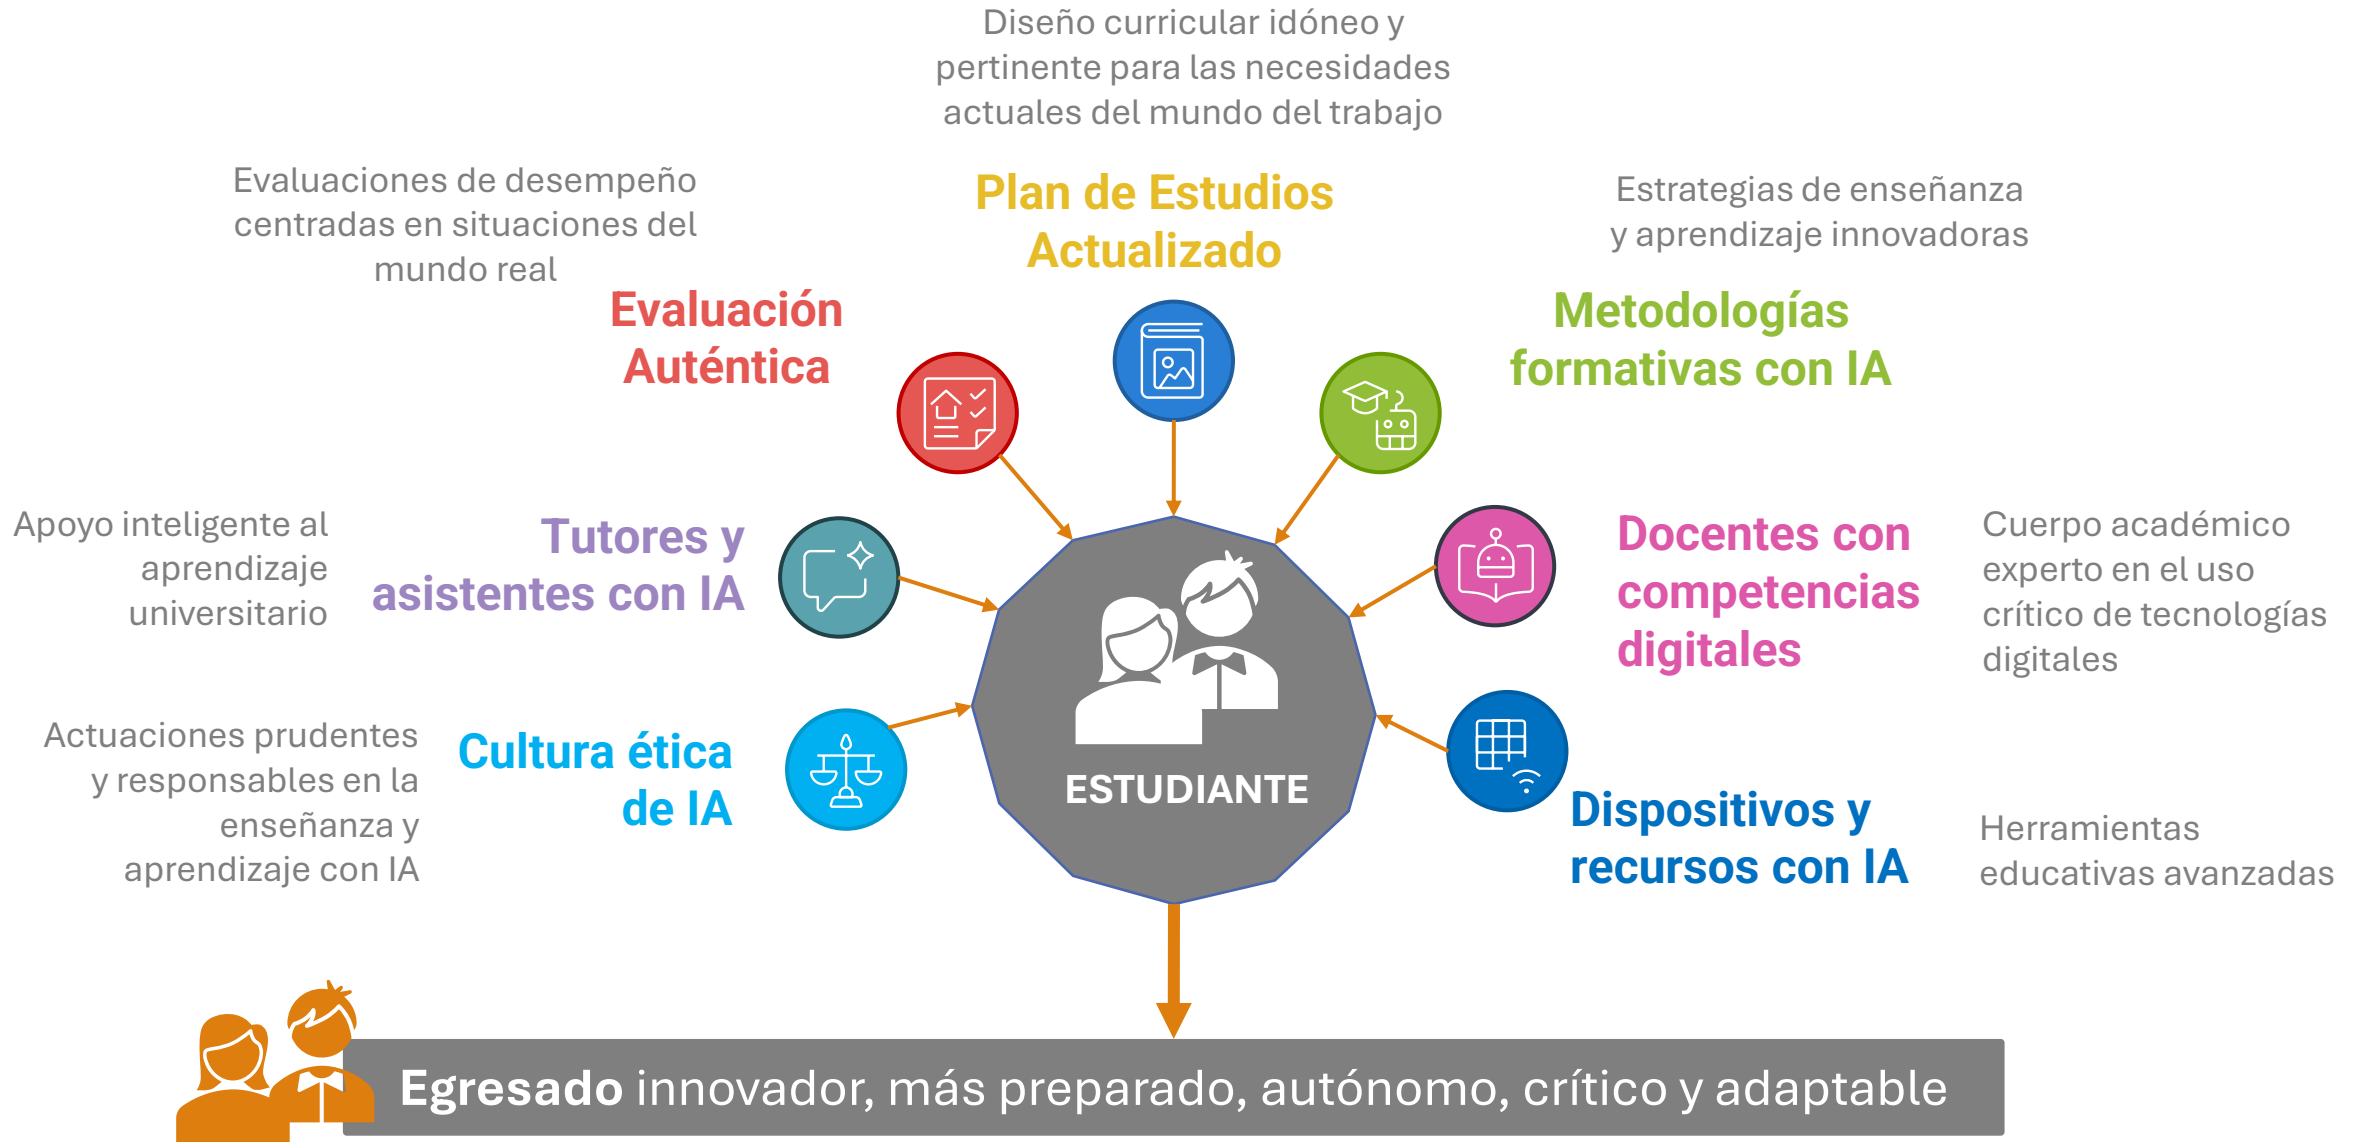 Diseño curricular idóneo y
pertinente para las necesidades
actuales del mundo del trabajo
Plan de Estudios
Actualizado
Evaluaciones de desempeño
centradas en situaciones del
mundo real
Evaluación
Auténtica
Estrategias de enseñanza
y aprendizaje innovadoras
Metodologías
formativas con IA
Apoyo inteligente al
aprendizaje
universitario
Tutores y
asistentes con IA
Docentes con
competencias
digitales
Cuerpo académico
experto en el uso
crítico de tecnologías
digitales
Actuaciones prudentes
y responsables en la
enseñanza y
aprendizaje con IA
Cultura ética
de IA
ESTUDIANTE
Dispositivos y
recursos con IA
Herramientas
educativas avanzadas
Egresado innovador, más preparado, autónomo, crítico y adaptable